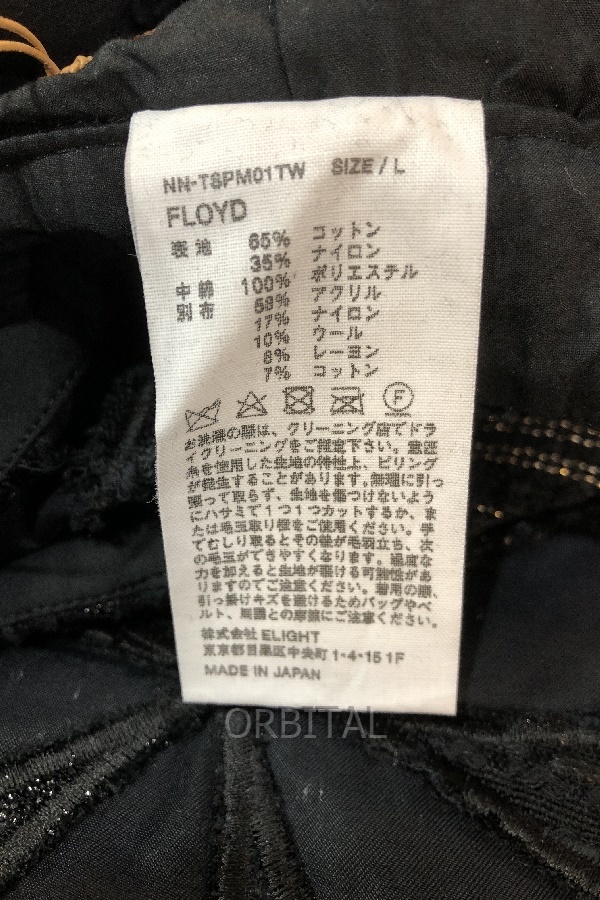 NN-TSPM01TW SIZE / L
FLOYD
表 地 65% コットン
35% ナイロン
中 綿 100% ポリエステル
別 布 58% アクリル
17% ナイロン
10% ウール
8% レーヨン
7% コットン
F
お洗濯の際は、クリーニング店でドラ
イクリーニングをご指定下さい。意匠
糸を使用した生地の特性上、ピリング
が発生することがあります。無理に引っ
張って取らず、生地を傷つけないよう
にハサミで1つ1つカットするか、ま
たは毛玉取り機をご使用ください。手
でむしり取るとその後が毛羽立ち、次
の毛玉ができやすくなります。過度な
力を加えると生地が裂ける可能性があ
りますのでご注意ください。着用の際、
引っ掛けキズを避けるためバッグやベ
ルト、周囲との摩擦にご注意ください。
株式会社 ELIGHT
東京都目黒区中央町 1-4-15 1F
MADE IN JAPAN
ORBITAL